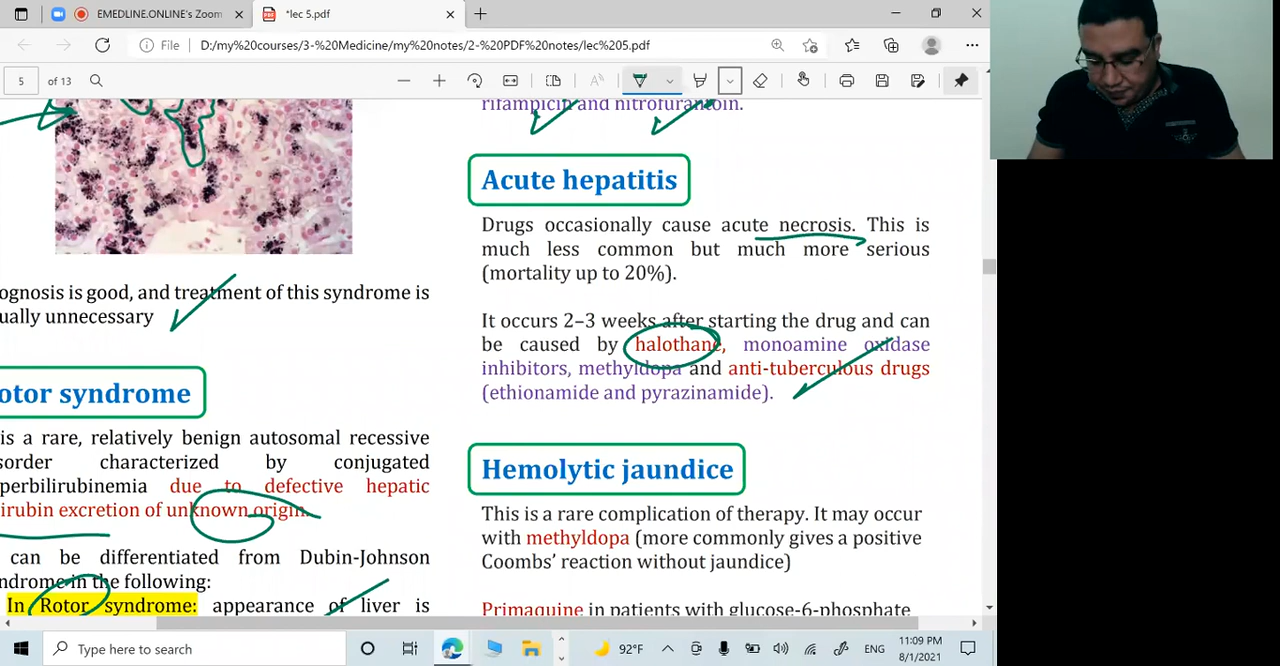 EMEDLINE.ONLINE's Zoom
*lec 5.pdf
File
D:/my%20courses/3-%20Medicine/my%20notes/2-%20PDF%20notes/lec%205.pdf
5
of 13
ognosis is good, and treatment of this syndrome is
ually unnecessary
otor syndrome
is a rare, relatively benign autosomal recessive
sorder characterized by conjugated
perbilirubinemia due to defective hepatic
irubin excretion of unknown origin.
can be differentiated from Dubin-Johnson
ndrome in the following:
In Rotor syndrome: appearance of liver is
rifampicin and nitrofurantoin.
Acute hepatitis
Drugs occasionally cause acute necrosis. This is
much less common but much more serious
(mortality up to 20%).
It occurs 2–3 weeks after starting the drug and can
be caused by halothane, monoamine oxidase
inhibitors, methyldopa and anti-tuberculous drugs
(ethionamide and pyrazinamide).
Hemolytic jaundice
This is a rare complication of therapy. It may occur
with methyldopa (more commonly gives a positive
Coombs' reaction without jaundice)
Primaquine in patients with glucose-6-phosphate
Type here to search
92°F
ENG
11:09 PM
8/1/2021